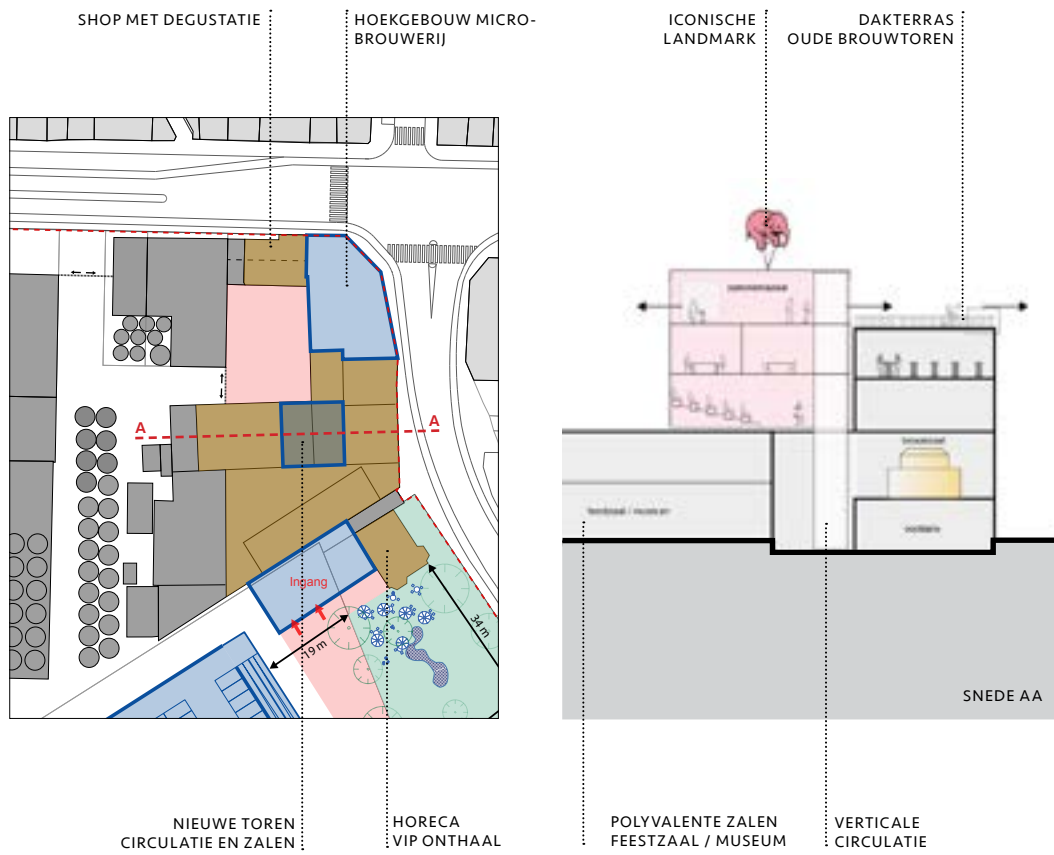 SHOP MET DEGUSTATIE
HOEKGEBOUW MICRO-
BROUWERIJ
ICONISCHE
LANDMARK
DAKTERRAS
OUDE BROUWTOREN
A
A
Ingang
19 m
34 m
SNEDE AA
NIEUWE TOREN
CIRCULATIE EN ZALEN
HORECA
VIP ONTHAAL
POLYVALENTE ZALEN
FEESTZAAL / MUSEUM
VERTICALE
CIRCULATIE